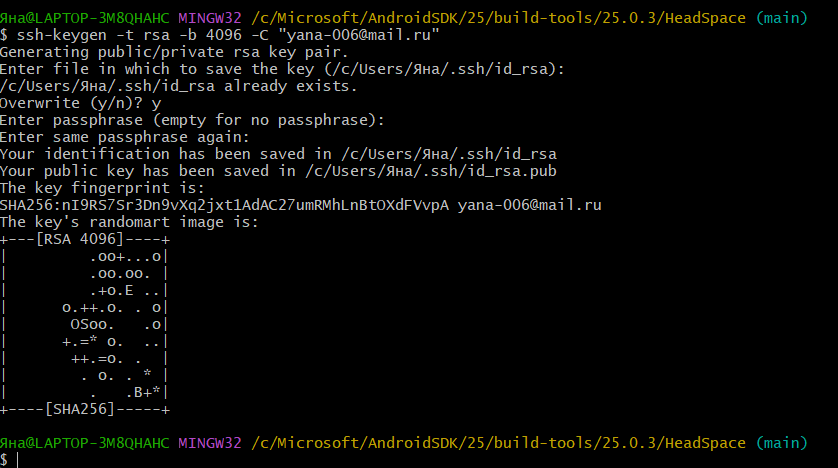 Яна@LAPTOP-3M8QHAHC MINGW32 /c/Microsoft/AndroidSDK/25/build-tools/25.0.3/HeadSpace (main)
$ ssh-keygen -t rsa -b 4096 -C "yana-006@mail.ru"
Generating public/private rsa key pair.
Enter file in which to save the key (/c/Users/Яна/.ssh/id_rsa):
/c/Users/Яна/.ssh/id_rsa already exists.
Overwrite (y/n)? y
Enter passphrase (empty for no passphrase):
Enter same passphrase again:
Your identification has been saved in /c/Users/Яна/.ssh/id_rsa
Your public key has been saved in /c/Users/Яна/.ssh/id_rsa.pub
The key fingerprint is:
SHA256:nI9RS7Sr3Dn9vXq2jxt1AdAC27umRMhLnBtOXdFVvpA yana-006@mail.ru
The key's randomart image is:
+---[RSA 4096]----+
|         .oo+...o|
|         .oo.oo. |
|         .+o.E ..|
|      o.++.o. . o|
|       OSoo.   .o|
|      +.=* o.  ..|
|       ++.=o. .  |
|        . o. . * |
|         .   .B+*|
+----[SHA256]-----+
Яна@LAPTOP-3M8QHAHC MINGW32 /c/Microsoft/AndroidSDK/25/build-tools/25.0.3/HeadSpace (main)
$